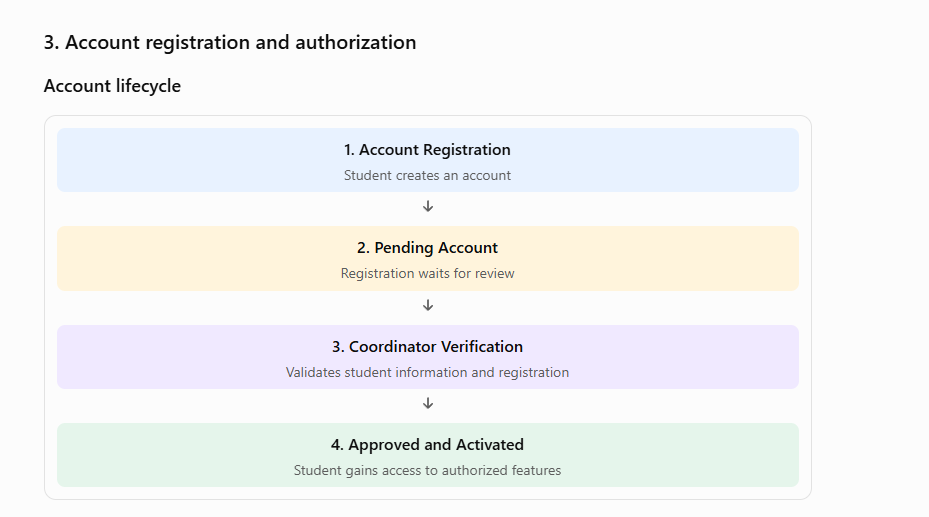 3. Account registration and authorization
Account lifecycle
1. Account Registration
Student creates an account
↓
2. Pending Account
Registration waits for review
↓
3. Coordinator Verification
Validates student information and registration
↓
4. Approved and Activated
Student gains access to authorized features